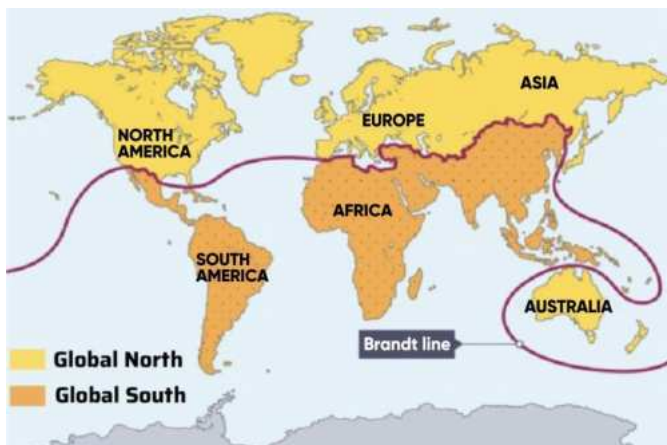 ASIA
EUROPE
NORTH
AMERICA
AFRICA
SOUTH
AMERICA
AUSTRALIA
Brandt line
Global North
Global South